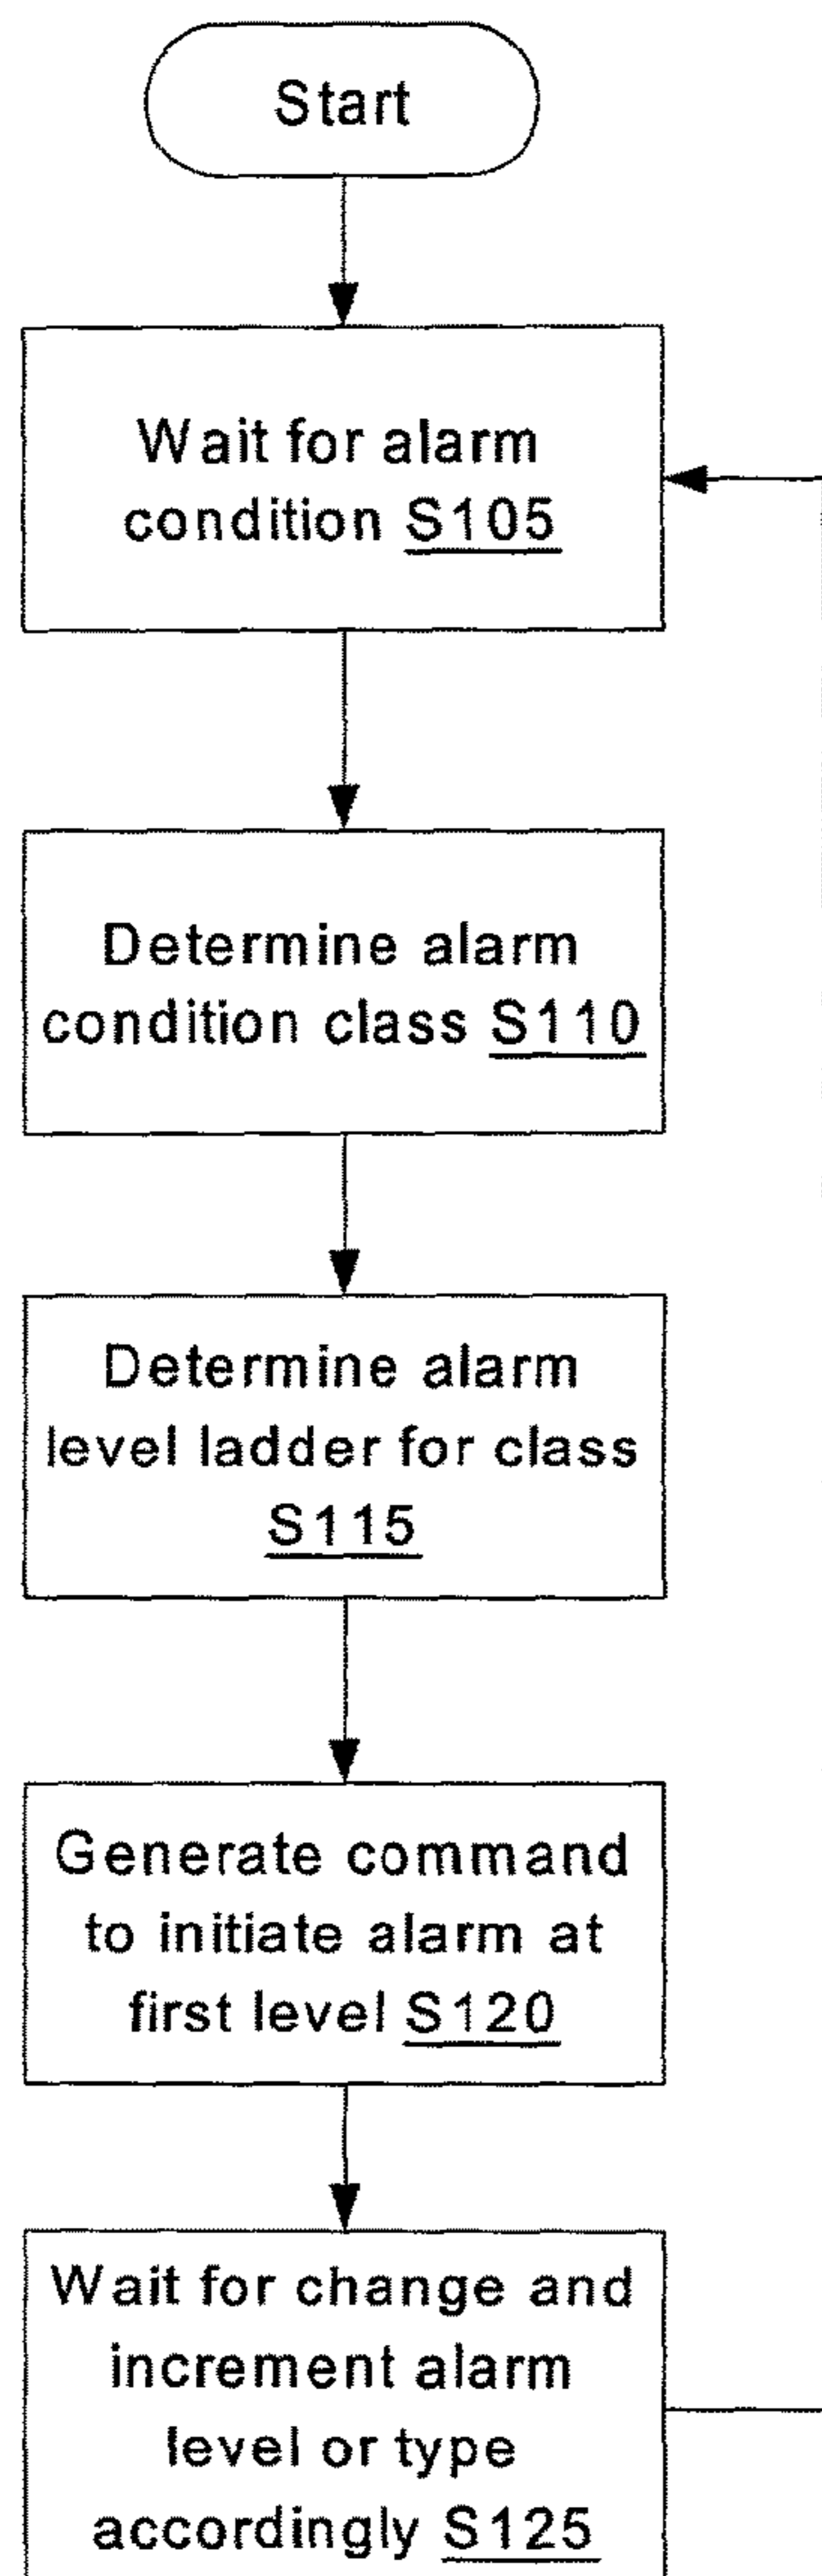 Start
Wait for alarm
condition S105
Determine alarm
condition class S110
Determine alarm
level ladder for class
S115
Generate command
to initiate alarm at
first level S120
Wait for change and
increment alarm
level or type
accordingly S125